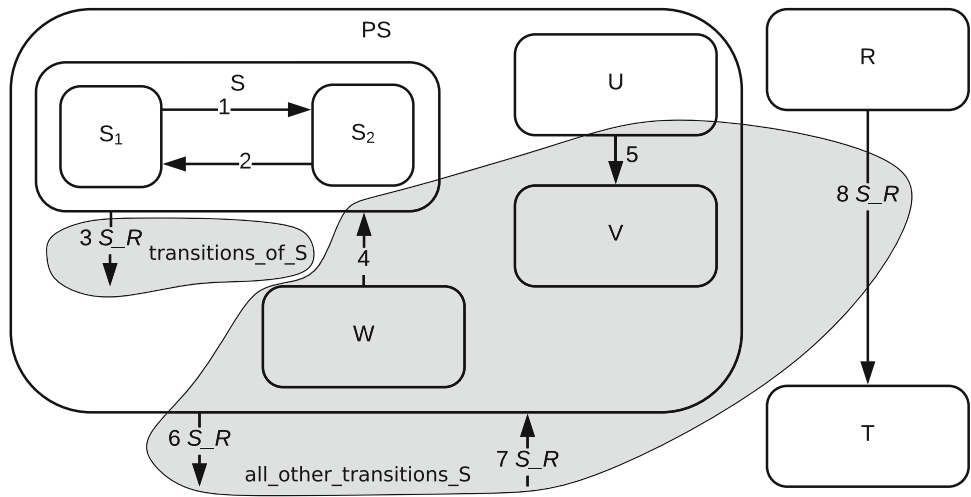 PS
S
R
U
1
S1
S2
2
5
8 S_R
V
3 S_R
transitions_of_S
4
W
6 S_R
7 S_R
all_other_transitions_S
T